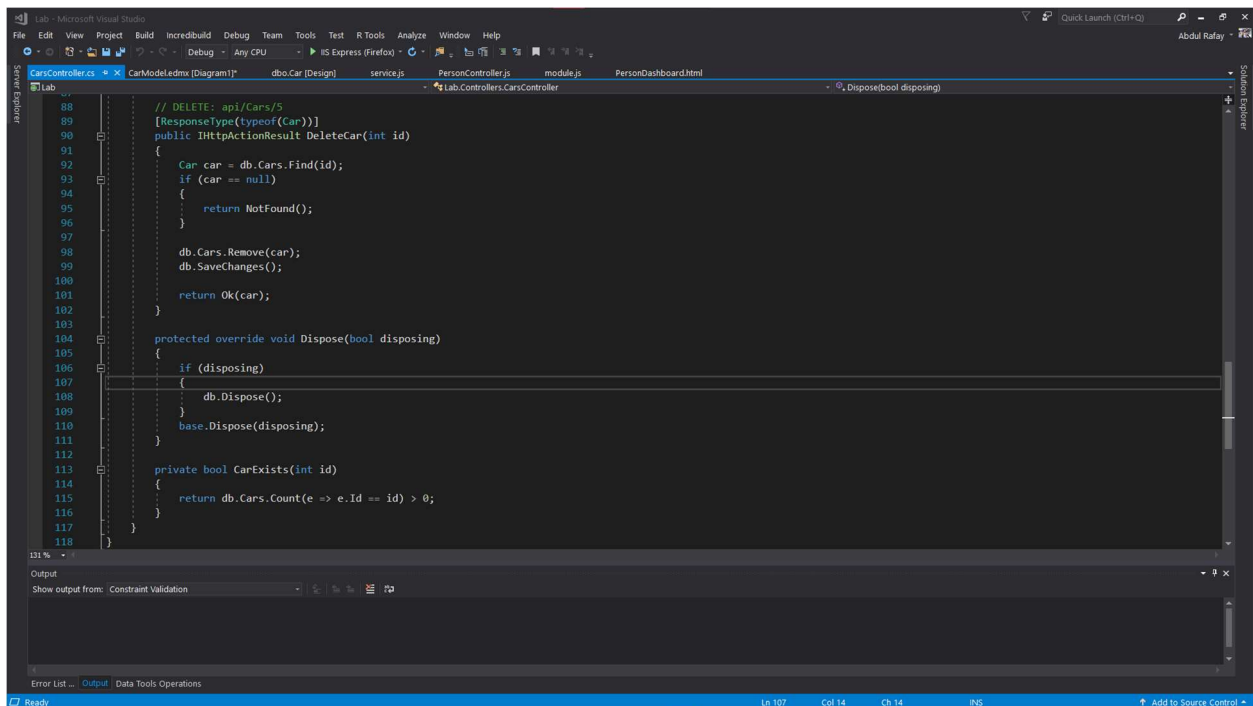 Lab - Microsoft Visual Studio
Quick Launch (Ctrl+Q)
File Edit View Project Build Incredibuild Debug Team Tools Test R Tools Analyze Window Help
Abdul Rafay
Debug Any CPU IIS Express (Firefox)
CarsController.cs CarModel.edmx [Diagram1]* dbo.Car [Design] service.js PersonController.js module.js PersonDashboard.html
Server Explorer
Solution Explorer
Lab Lab.Controllers.CarsController Dispose(bool disposing)
88 // DELETE: api/Cars/5
89 [ResponseType(typeof(Car))]
90 public IHttpActionResult DeleteCar(int id)
91 {
92 Car car = db.Cars.Find(id);
93 if (car == null)
94 {
95 return NotFound();
96 }
97
98 db.Cars.Remove(car);
99 db.SaveChanges();
100
101 return Ok(car);
102 }
103
104 protected override void Dispose(bool disposing)
105 {
106 if (disposing)
107 {
108 db.Dispose();
109 }
110 base.Dispose(disposing);
111 }
112
113 private bool CarExists(int id)
114 {
115 return db.Cars.Count(e => e.Id == id) > 0;
116 }
117 }
118 }
131 %
Output
Show output from: Constraint Validation
Error List ... Output Data Tools Operations
Ready Ln 107 Col 14 Ch 14 INS Add to Source Control